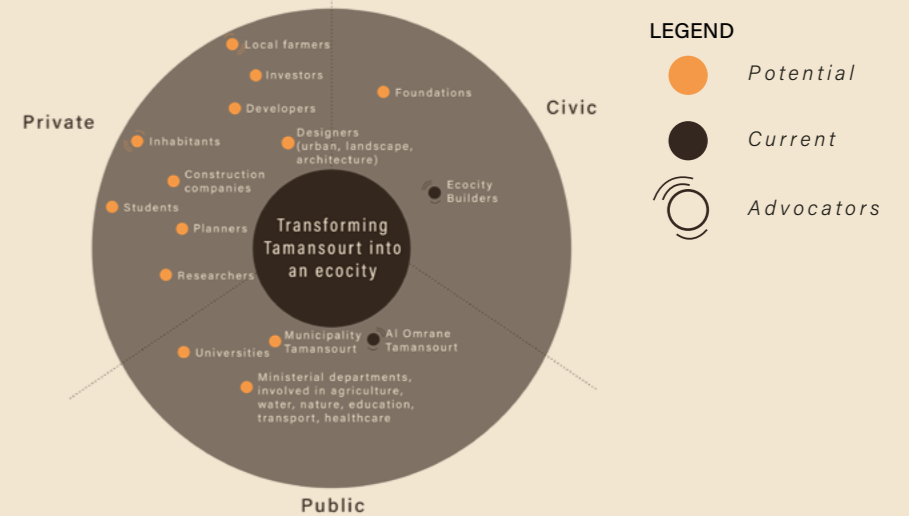 LEGEND
Potential
Current
Advocators
Private
Civic
Public
Local farmers
Investors
Developers
Foundations
Designers
(urban, landscape,
architecture)
Inhabitants
Construction
companies
Students
Planners
Researchers
Ecocity
Builders
Transforming
Tamansourt into
an ecocity
Universities
Municipality
Tamansourt
Al Omrane
Tamansourt
Ministerial departments,
involved in agriculture,
water, nature, education,
transport, healthcare